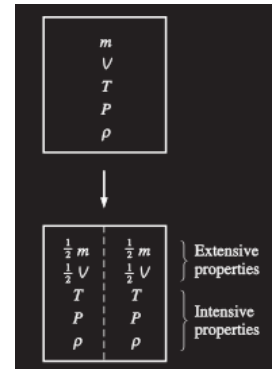 m
V
T
P
ρ
½ m ½ m Extensive
½ V ½ V properties
T T
P P Intensive
ρ ρ properties